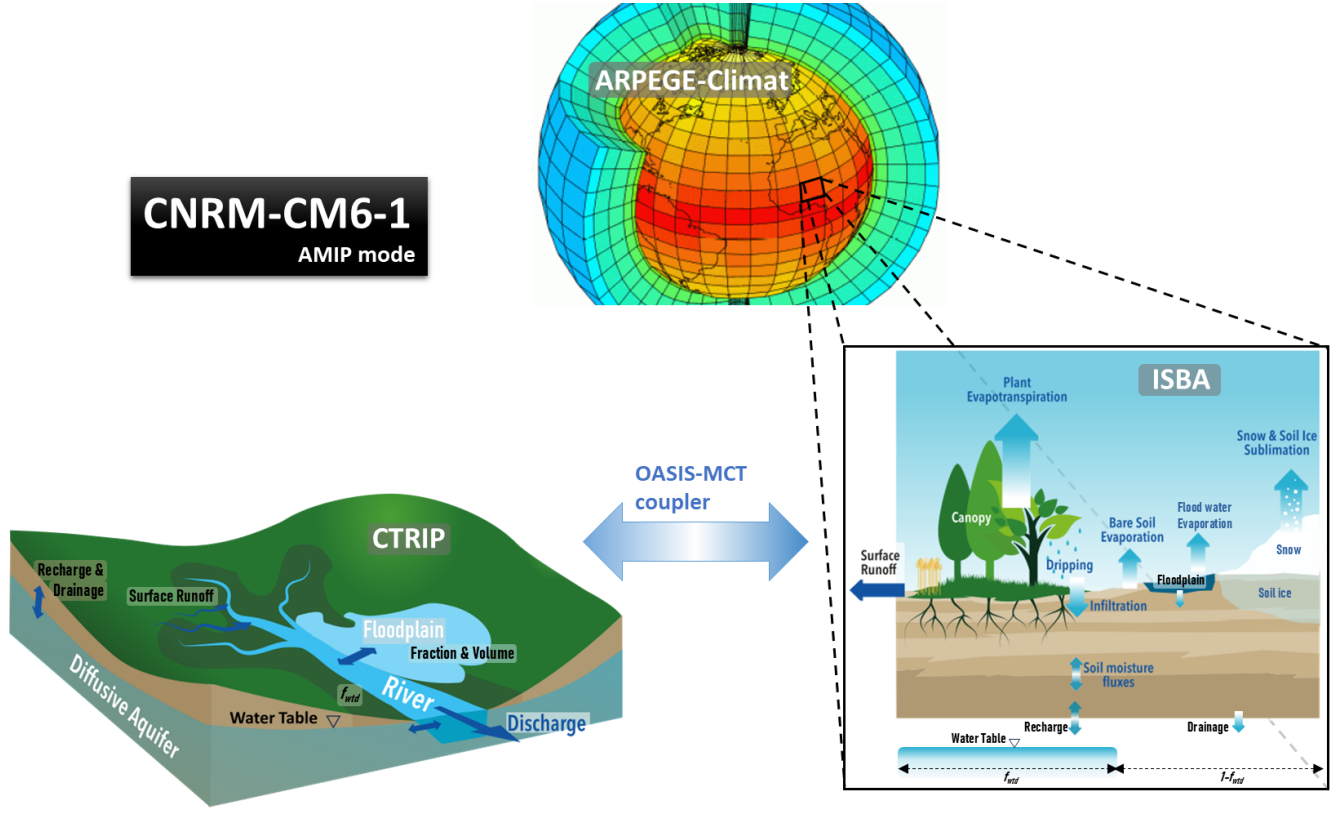 ARPEGE-Climat
CNRM-CM6-1
AMIP mode
ISBA
Plant
Evapotranspiration
Snow & Soil Ice
Sublimation
OASIS-MCT
coupler
Canopy
Flood water
Evaporation
Bare Soil
Evaporation
CTRIP
Snow
Surface
Runoff
Dripping
Floodplain
Recharge &
Drainage
Surface Runoff
Soil ice
Infiltration
Floodplain
Fraction & Volume
Soil moisture
fluxes
River
fwtd
Diffusive Aquifer
Water Table
Discharge
Recharge
Drainage
Water Table
fwtd
1-fwtd